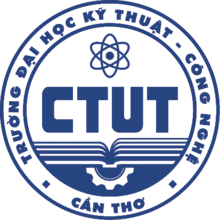 TRƯỜNG ĐẠI HỌC KỸ THUẬT - CÔNG NGHỆ
CTUT
CẦN THƠ